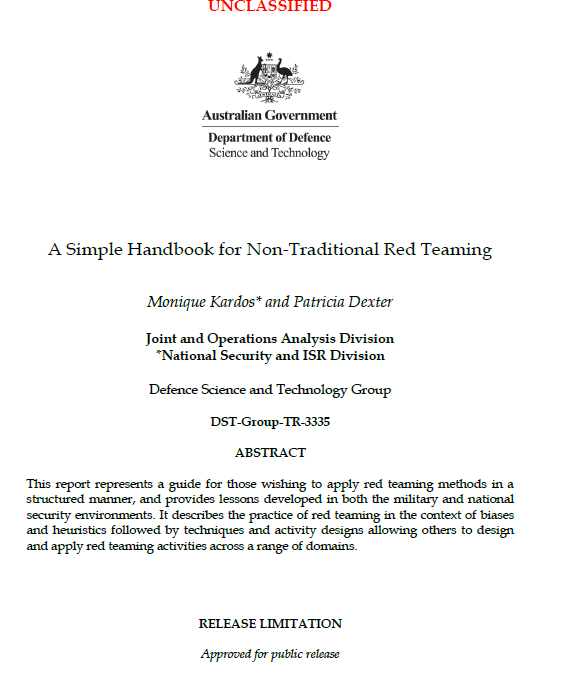 UNCLASSIFIED
Australian Government
Department of Defence
Science and Technology
A Simple Handbook for Non-Traditional Red Teaming
Monique Kardos* and Patricia Dexter
Joint and Operations Analysis Division
*National Security and ISR Division
Defence Science and Technology Group
DST-Group-TR-3335
ABSTRACT
This report represents a guide for those wishing to apply red teaming methods in a
structured manner, and provides lessons developed in both the military and national
security environments. It describes the practice of red teaming in the context of biases
and heuristics followed by techniques and activity designs allowing others to design
and apply red teaming activities across a range of domains.
RELEASE LIMITATION
Approved for public release